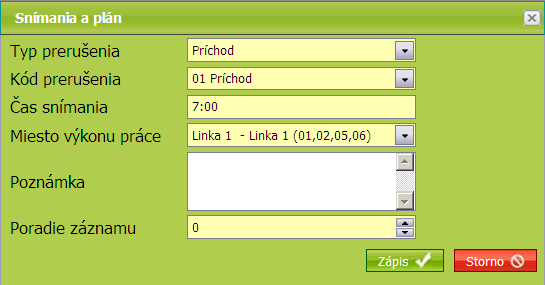 Snímania a plán
Typ prerušenia Príchod
Kód prerušenia 01 Príchod
Čas snímania 7:00
Miesto výkonu práce Linka 1 - Linka 1 (01,02,05,06)
Poznámka
Poradie záznamu 0
Zápis Storno